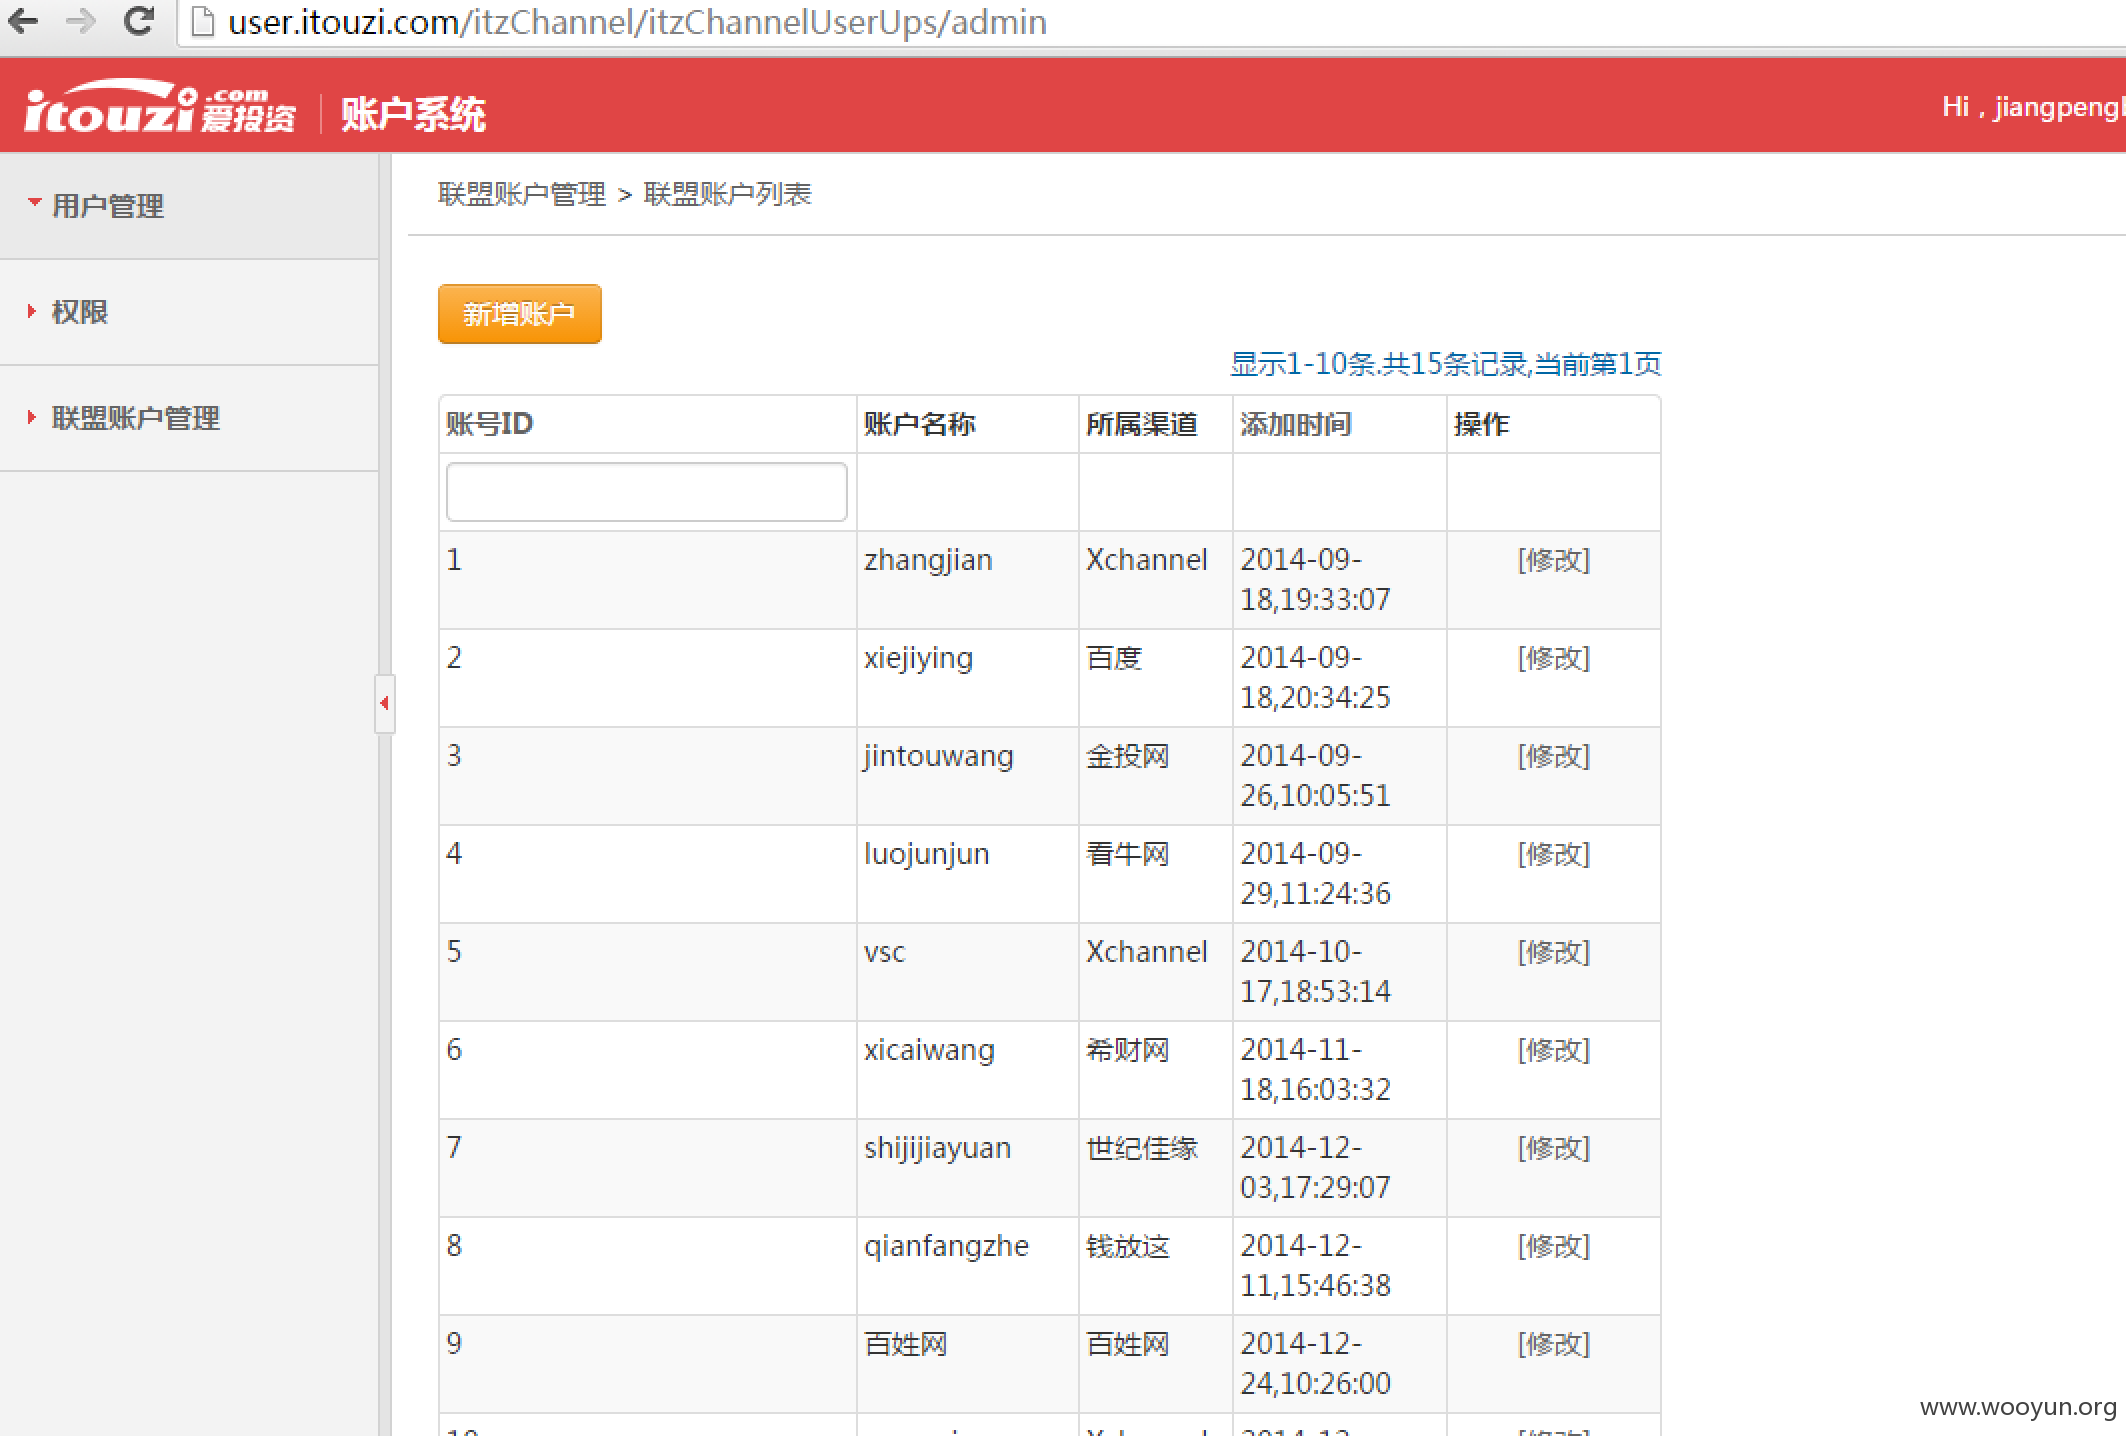 user.itouzi.com/itzChannel/itzChannelUserUps/admin
itouzi.com 爱投资 账户系统
Hi，jiangpeng
用户管理
权限
联盟账户管理
联盟账户管理 > 联盟账户列表
新增账户
显示1-10条.共15条记录,当前第1页
账号ID 账户名称 所属渠道 添加时间 操作
1 zhangjian Xchannel 2014-09-18,19:33:07 [修改]
2 xiejiying 百度 2014-09-18,20:34:25 [修改]
3 jintouwang 金投网 2014-09-26,10:05:51 [修改]
4 luojunjun 看牛网 2014-09-29,11:24:36 [修改]
5 vsc Xchannel 2014-10-17,18:53:14 [修改]
6 xicaiwang 希财网 2014-11-18,16:03:32 [修改]
7 shijijiayuan 世纪佳缘 2014-12-03,17:29:07 [修改]
8 qianfangzhe 钱放这 2014-12-11,15:46:38 [修改]
9 百姓网 百姓网 2014-12-24,10:26:00 [修改]
www.wooyun.org